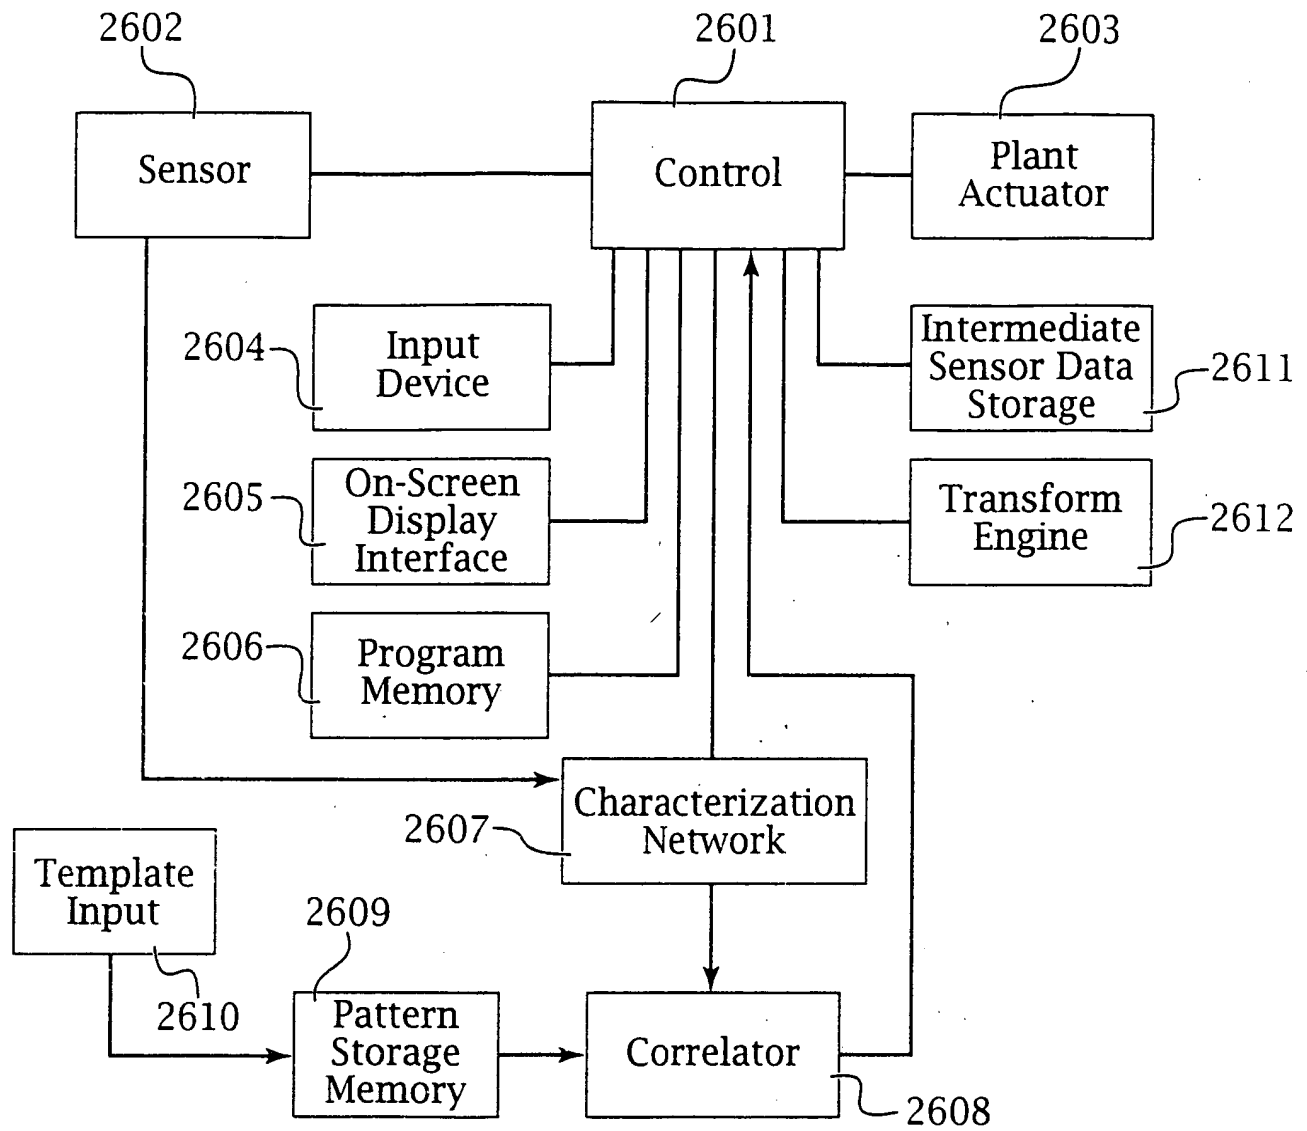 2602
2601
2603
Sensor
Control
Plant
Actuator
2604
Input
Device
Intermediate
Sensor Data
Storage
2611
2605
On-Screen
Display
Interface
Transform
Engine
2612
2606
Program
Memory
Characterization
Network
2607
Template
Input
2610
2609
Pattern
Storage
Memory
Correlator
2608